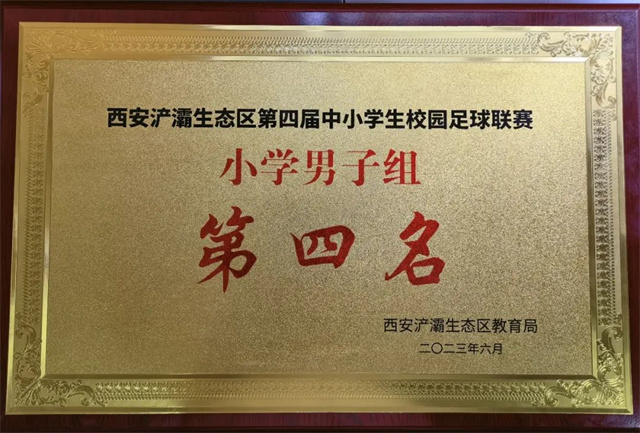 西安浐灞生态区第四届中小学生校园足球联赛
小学男子组
第四名
西安浐灞生态区教育局
二〇二三年六月